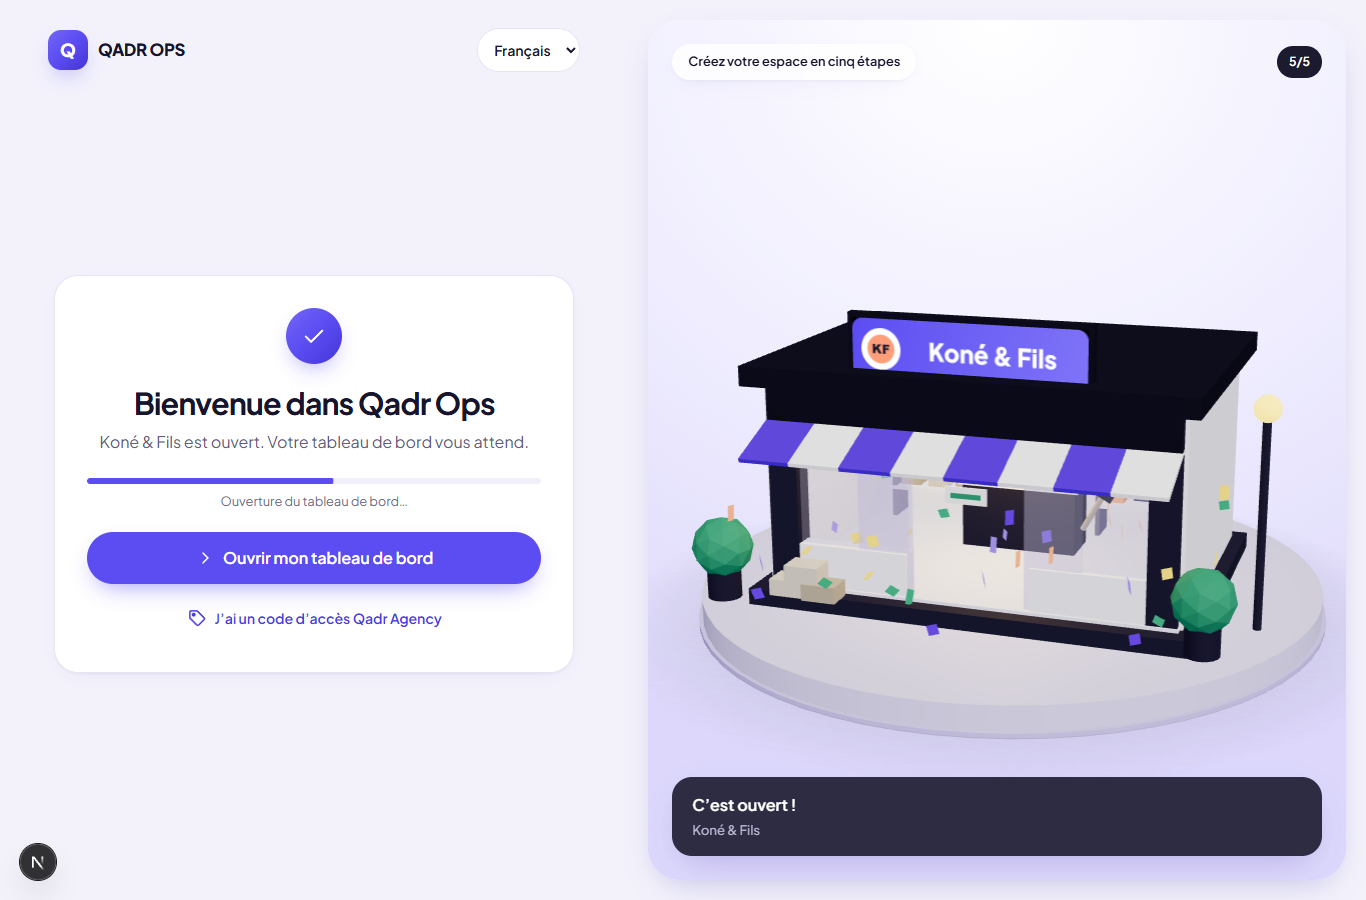 Q
QADR OPS
Français
Bienvenue dans Qadr Ops
Koné & Fils est ouvert. Votre tableau de bord vous attend.
Ouverture du tableau de bord…
Ouvrir mon tableau de bord
J’ai un code d’accès Qadr Agency
N
Créez votre espace en cinq étapes
5/5
KF
Koné & Fils
C’est ouvert !
Koné & Fils